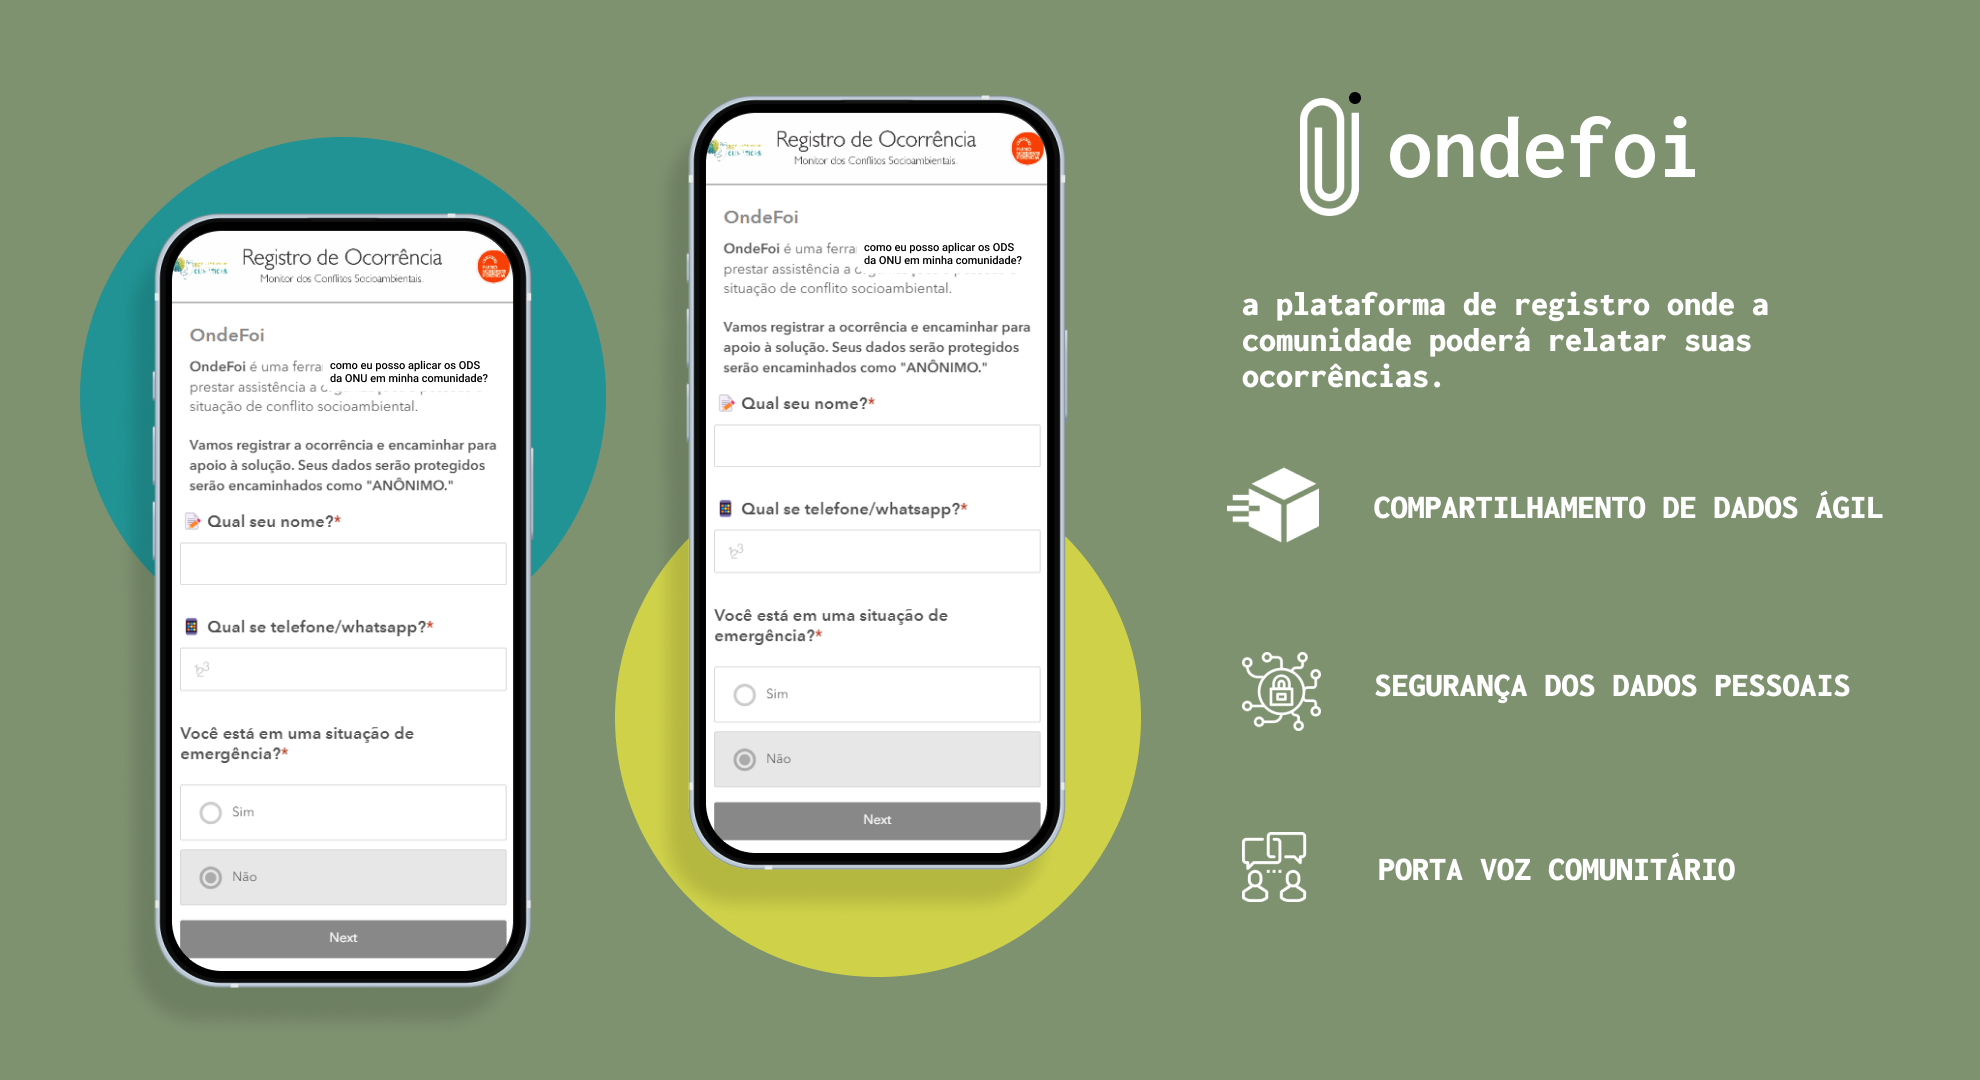 Registro de Ocorrência
Monitor dos Conflitos Socioambientais.
OndeFoi
OndeFoi é uma ferra
como eu posso aplicar os ODS
da ONU em minha comunidade?
prestar assistência a
situação de conflito socioambiental.
Vamos registrar a ocorrência e encaminhar para
apoio à solução. Seus dados serão protegidos
serão encaminhados como "ANÔNIMO."
Qual seu nome?*
Qual se telefone/whatsapp?*
123
Você está em uma situação de
emergência?*
Sim
Não
Next
Registro de Ocorrência
Monitor dos Conflitos Socioambientais.
OndeFoi
OndeFoi é uma ferra
como eu posso aplicar os ODS
da ONU em minha comunidade?
prestar assistência a
situação de conflito socioambiental.
Vamos registrar a ocorrência e encaminhar para
apoio à solução. Seus dados serão protegidos
serão encaminhados como "ANÔNIMO."
Qual seu nome?*
Qual se telefone/whatsapp?*
123
Você está em uma situação de
emergência?*
Sim
Não
Next
ondefoi
a plataforma de registro onde a
comunidade poderá relatar suas
ocorrências.
COMPARTILHAMENTO DE DADOS ÁGIL
SEGURANÇA DOS DADOS PESSOAIS
PORTA VOZ COMUNITÁRIO